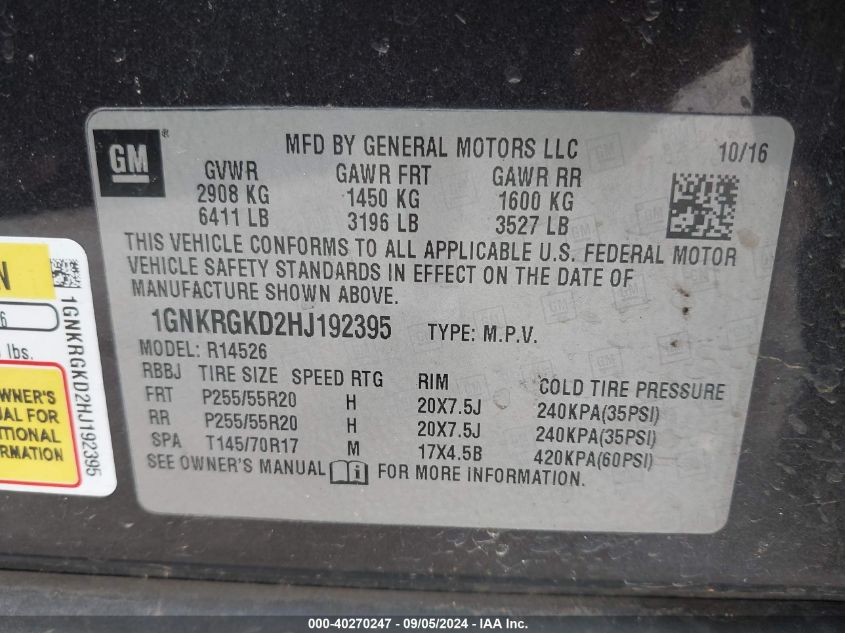 GM ®
MFD BY GENERAL MOTORS LLC 10/16
GVWR GAWR FRT GAWR RR
2908 KG 1450 KG 1600 KG
6411 LB 3196 LB 3527 LB
THIS VEHICLE CONFORMS TO ALL APPLICABLE U.S. FEDERAL MOTOR
VEHICLE SAFETY STANDARDS IN EFFECT ON THE DATE OF
MANUFACTURE SHOWN ABOVE.
1GNKRGKD2HJ192395 TYPE: M.P.V.
MODEL: R14526
RBBJ TIRE SIZE SPEED RTG RIM COLD TIRE PRESSURE
FRT P255/55R20 H 20X7.5J 240KPA(35PSI)
RR P255/55R20 H 20X7.5J 240KPA(35PSI)
SPA T145/70R17 M 17X4.5B 420KPA(60PSI)
SEE OWNER'S MANUAL i FOR MORE INFORMATION.
N
6
lbs.
OWNER'S
UAL FOR
ITIONAL
RMATION
1GNKRGKD2HJ192395
000-40270247 - 09/05/2024 - IAAI, Inc.